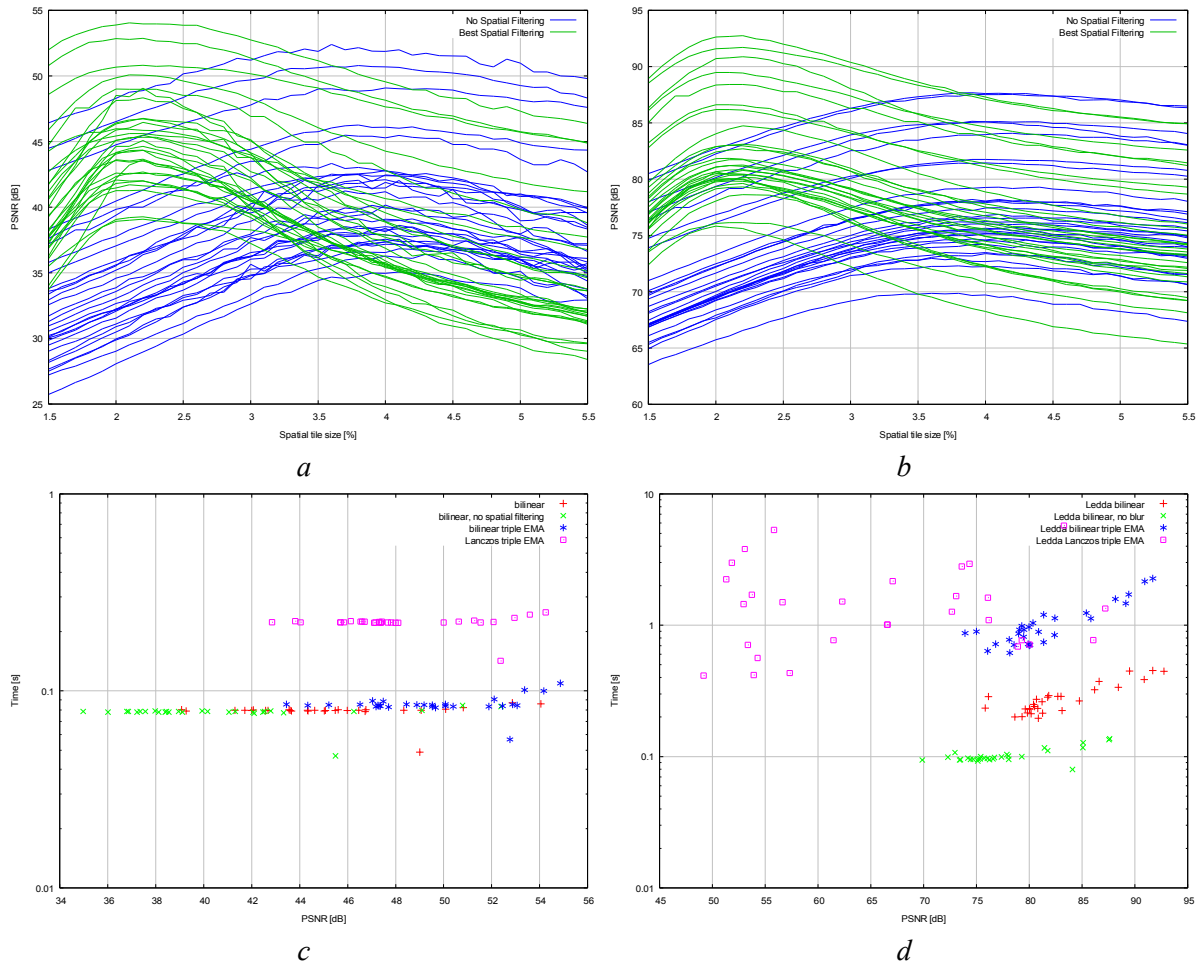 No Spatial Filtering
Best Spatial Filtering
PSNR [dB]
55
50
45
40
35
30
25
1.5 2 2.5 3 3.5 4 4.5 5 5.5
Spatial tile size [%]
a
No Spatial Filtering
Best Spatial Filtering
PSNR [dB]
95
90
85
80
75
70
65
60
1.5 2 2.5 3 3.5 4 4.5 5 5.5
Spatial tile size [%]
b
bilinear
bilinear, no spatial filtering
bilinear triple EMA
Lanczos triple EMA
Time [s]
1
0.1
0.01
34 36 38 40 42 44 46 48 50 52 54 56
PSNR [dB]
c
Ledda bilinear
Ledda bilinear, no blur
Ledda bilinear triple EMA
Ledda Lanczos triple EMA
Time [s]
10
1
0.1
0.01
45 50 55 60 65 70 75 80 85 90 95
PSNR [dB]
d